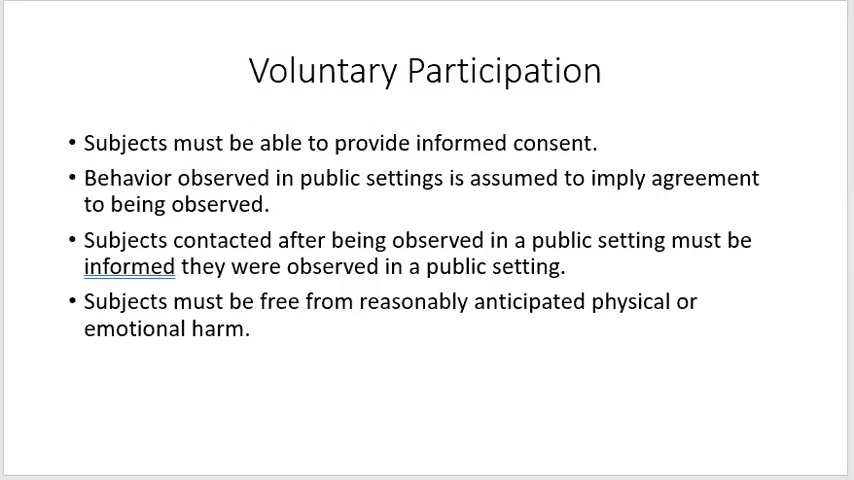 Voluntary Participation
• Subjects must be able to provide informed consent.
• Behavior observed in public settings is assumed to imply agreement
to being observed.
• Subjects contacted after being observed in a public setting must be
informed they were observed in a public setting.
• Subjects must be free from reasonably anticipated physical or
emotional harm.